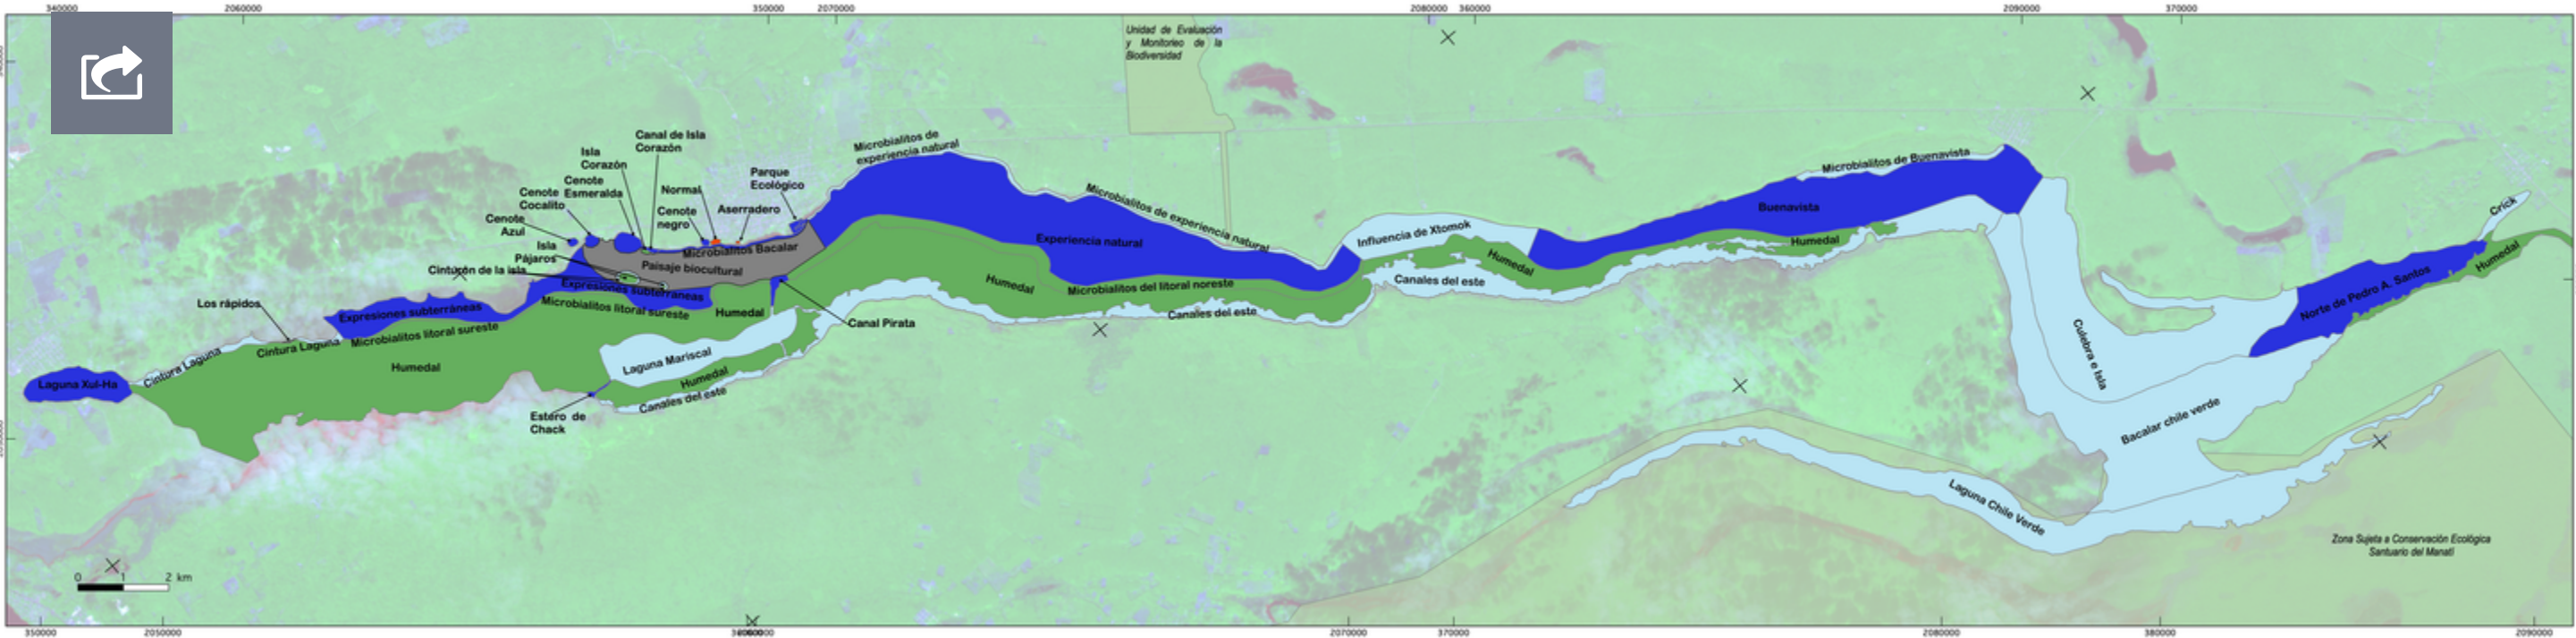 340000
2060000
350000
2070000
2080000
360000
2090000
370000
Unidad de Evaluación
y Monitorieo de la
Biodiversidad
Canal de Isla
Corazón
Microbialitos de
experiencia natural
Isla
Corazón
Parque
Ecológico
Microbialitos de Buenavista
Cenote
Esmeralda
Normal
Cenote
Cocalito
Cenote
negro
Aserradero
Microbialitos de experiencia natural
Crick
Buenavista
Cenote
Azul
Influencia de Xtomok
Experiencia natural
Humedal
Isla
Pájaros
Microbialitos Bacalar
Paisaje biocultural
Cinturón de la isla
Humedal
Humedal
Canales del este
Humedal
Microbialitos del litoral noreste
Norte de Pedro A. Santos
Los rápidos
Expresiones subterráneas
Expresiones subterraneas
Microbialitos litoral sureste
Humedal
Canales del este
Canal Pirata
Microbialitos litoral sureste
Cintura Laguna
Cintura Laguna
Laguna Mariscal
Culebra e Isla
Humedal
Laguna Xul-Ha
Humedal
Canales del este
Estero de
Chack
Bacalar chile verde
Laguna Chile Verde
Zona Sujeta a Conservación Ecológica
Santuario del Manatí
0 1 2 km
350000
2050000
2070000
370000
2080000
380000
2090000